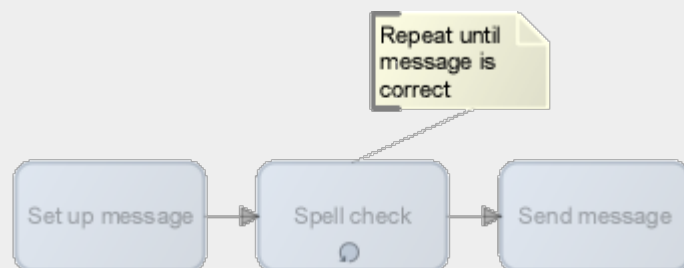 Repeat until
message is
correct
Set up message
Spell check
Send message